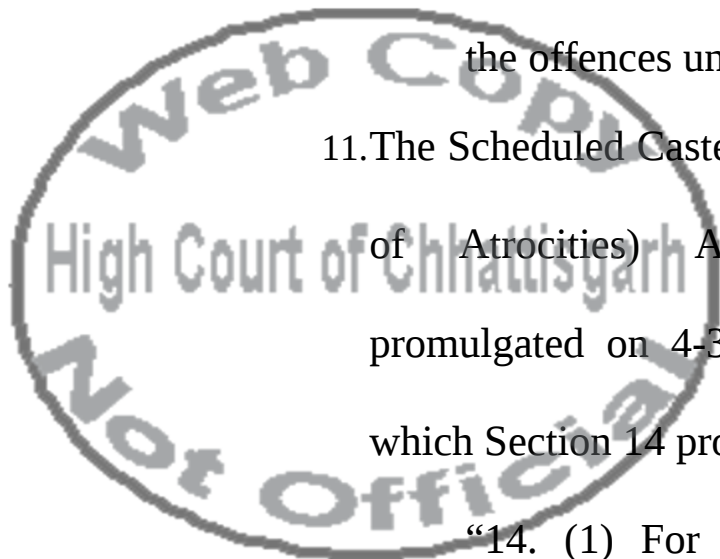 Web Copy
the offences un
11.The Scheduled Caste
High Court of Chhattisgarh
of Atrocities) A
promulgated on 4-3
which Section 14 pro
Not Official
“14. (1) For